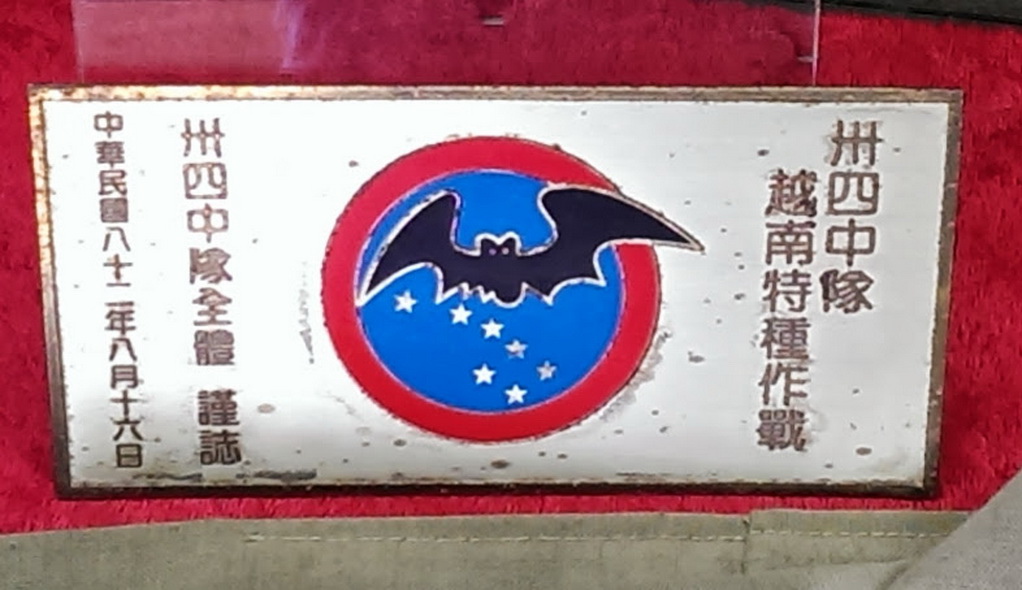 卅四中隊
越南特種作戰
卅四中隊全體 謹誌
中華民國八十二年八月十六日